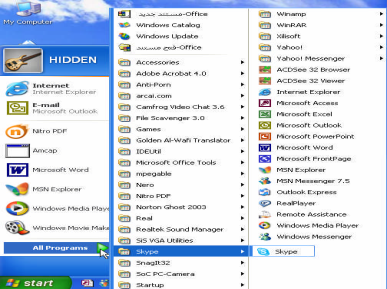 My Computer
HIDDEN
Internet
Internet Explorer
E-mail
Microsoft Outlook
Nitro PDF
Amcap
Microsoft Word
MSN Explorer
Windows Media Playe
Windows Movie Make
All Programs
start
مستند جديد-Office
Windows Catalog
Windows Update
فتح مستند-Office
Accessories
Adobe Acrobat 4.0
Anti-Porn
arcai.com
Camfrog Video Chat 3.6
File Scavenger 3.0
Games
Golden Al-Wafi Translator
IDEUtil
Microsoft Office Tools
mpegable
Nero
Nitro PDF
Norton Ghost 2003
Real
Realtek Sound Manager
SiS VGA Utilities
Skype
SnagIt32
SoC PC-Camera
Startup
Winamp
WinRAR
Xilisoft
Yahoo!
Yahoo! Messenger
ACDSee 32 Browser
ACDSee 32 Viewer
Internet Explorer
Microsoft Access
Microsoft Excel
Microsoft Outlook
Microsoft PowerPoint
Microsoft Word
Microsoft FrontPage
MSN Explorer
MSN Messenger 7.5
Outlook Express
RealPlayer
Remote Assistance
Windows Media Player
Windows Messenger
Skype